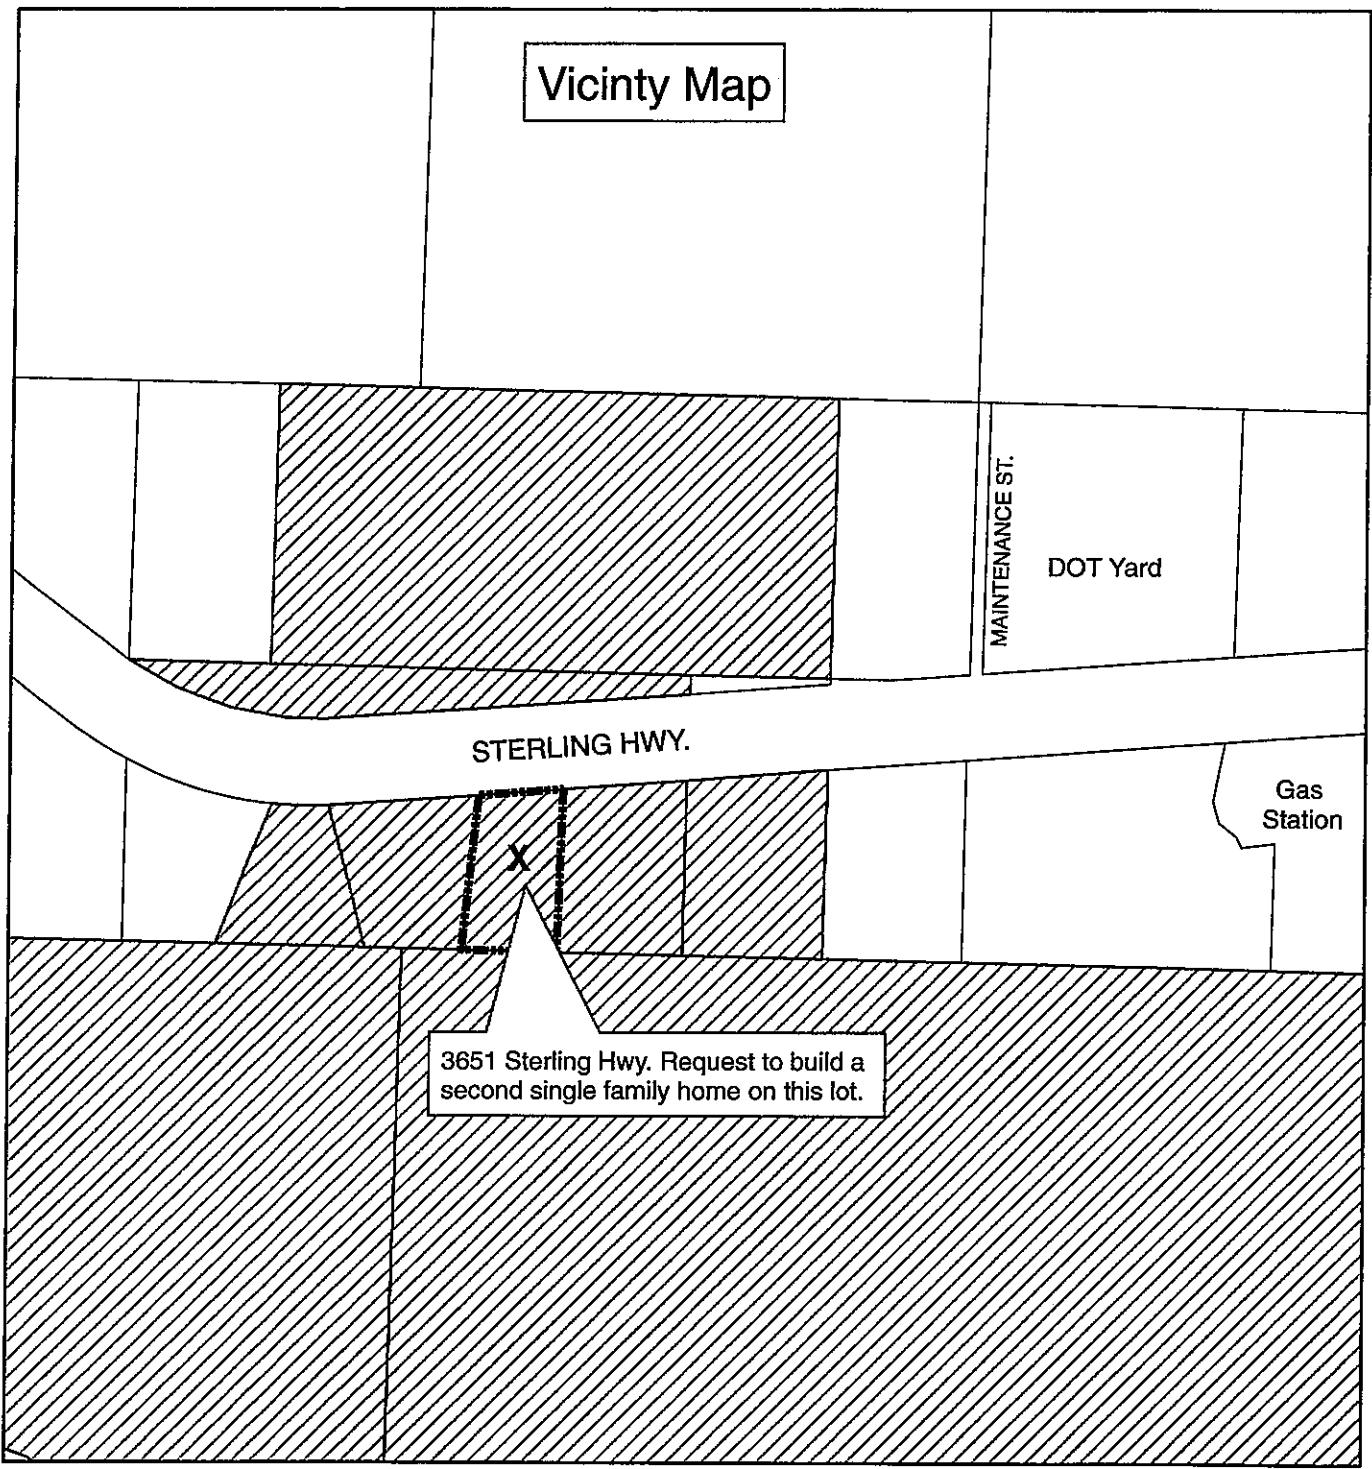 Vicinty Map
MAINTENANCE ST.
DOT Yard
STERLING HWY.
Gas
Station
X
3651 Sterling Hwy. Request to build a
second single family home on this lot.